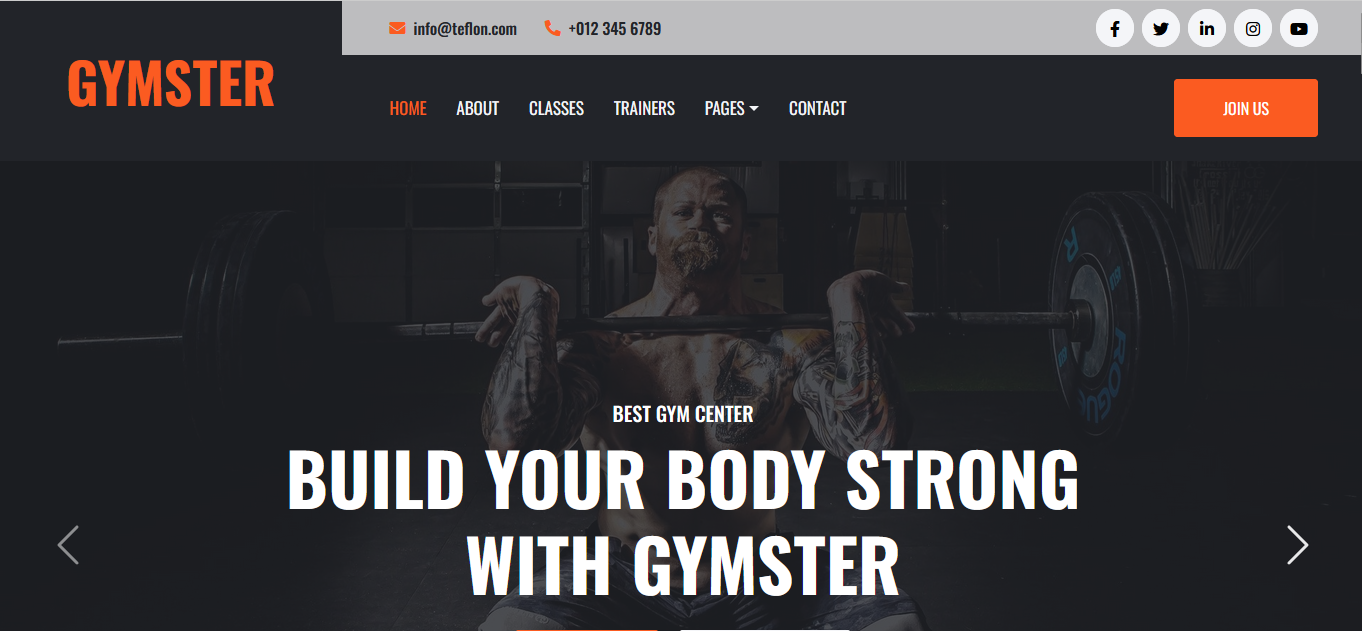 info@teflon.com +012 345 6789
GYMSTER
HOME ABOUT CLASSES TRAINERS PAGES CONTACT JOIN US
BEST GYM CENTER
BUILD YOUR BODY STRONG
WITH GYMSTER
R
ROGUE